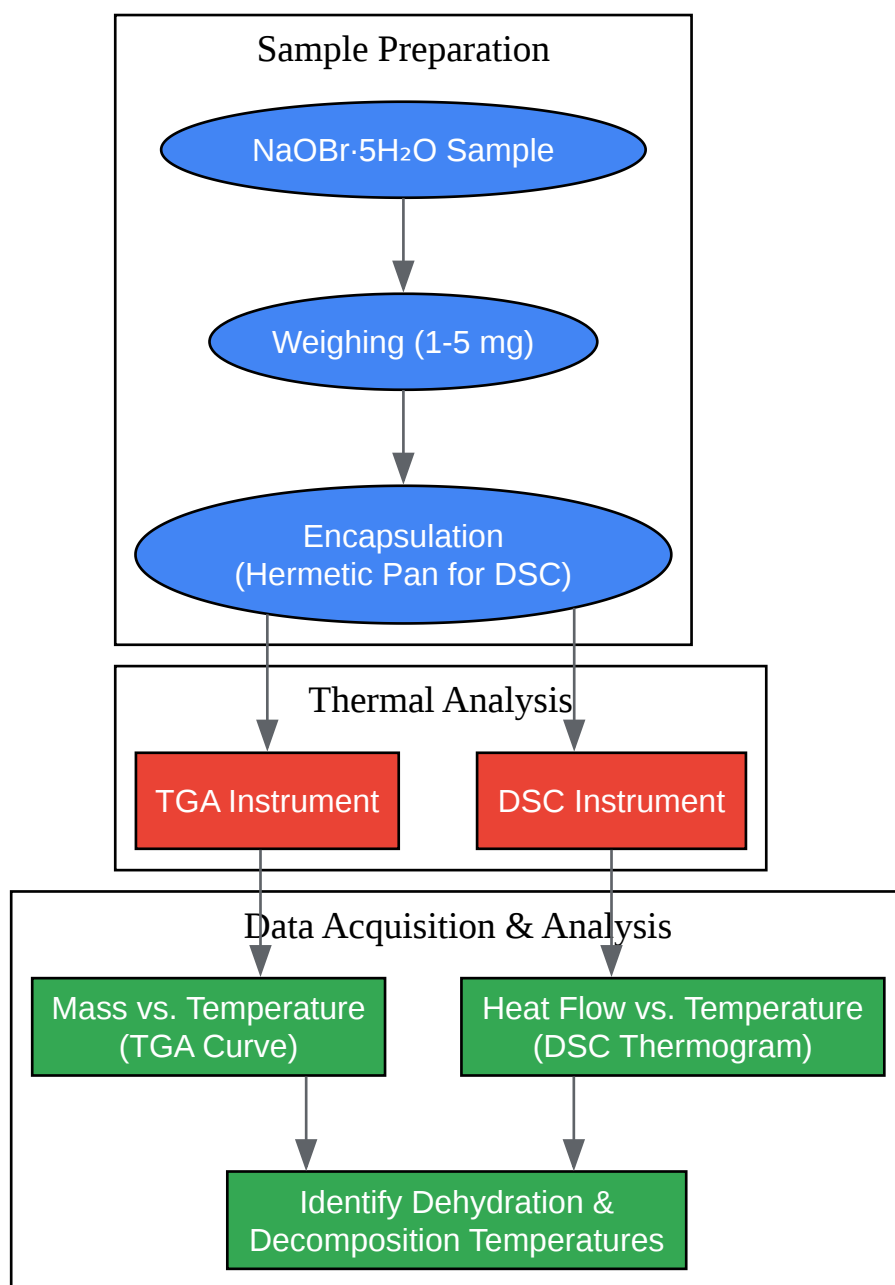 Sample Preparation
NaOBr·5H₂O Sample
Weighing (1-5 mg)
Encapsulation
(Hermetic Pan for DSC)
Thermal Analysis
TGA Instrument
DSC Instrument
Data Acquisition & Analysis
Mass vs. Temperature
(TGA Curve)
Heat Flow vs. Temperature
(DSC Thermogram)
Identify Dehydration &
Decomposition Temperatures